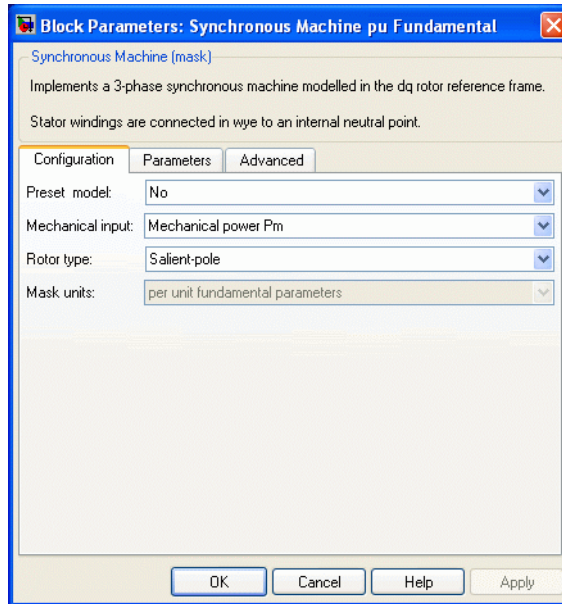 Block Parameters: Synchronous Machine pu Fundamental
Synchronous Machine (mask)
Implements a 3-phase synchronous machine modelled in the dq rotor reference frame.
Stator windings are connected in wye to an internal neutral point.
Configuration Parameters Advanced
Preset model: No
Mechanical input: Mechanical power Pm
Rotor type: Salient-pole
Mask units: per unit fundamental parameters
OK Cancel Help Apply